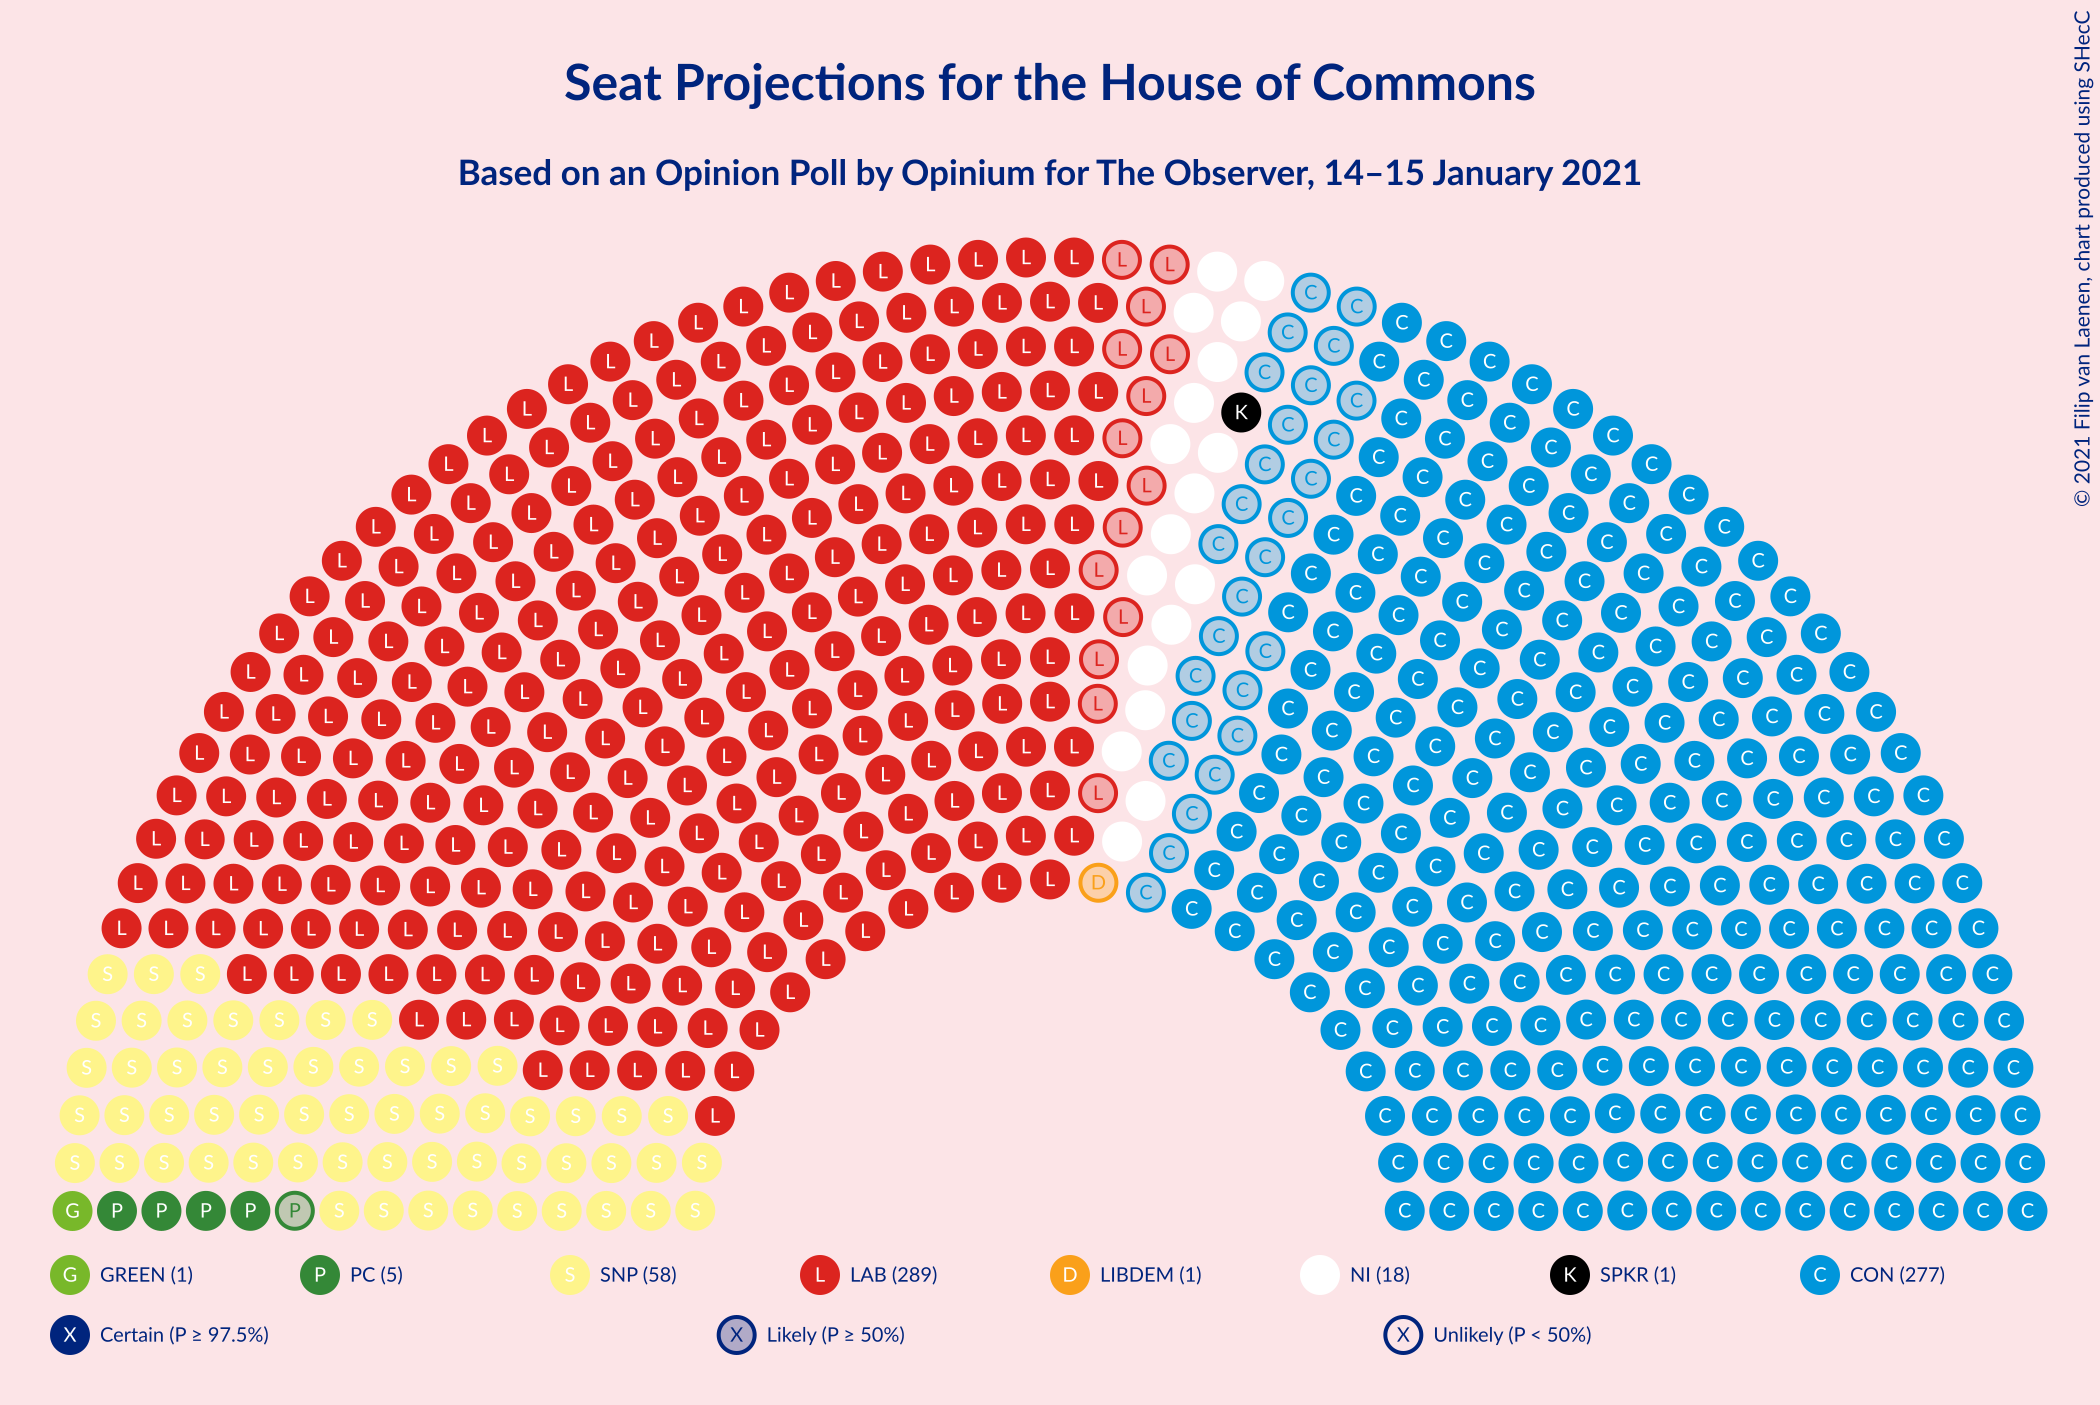 Seat Projections for the House of Commons
Based on an Opinion Poll by Opinium for The Observer, 14–15 January 2021
© 2021 Filip van Laenen, chart produced using SHecC
G GREEN (1) P PC (5) S SNP (58) L LAB (289) D LIBDEM (1) NI (18) K SPKR (1) C CON (277)
X Certain (P ≥ 97.5%) X Likely (P ≥ 50%) X Unlikely (P < 50%)